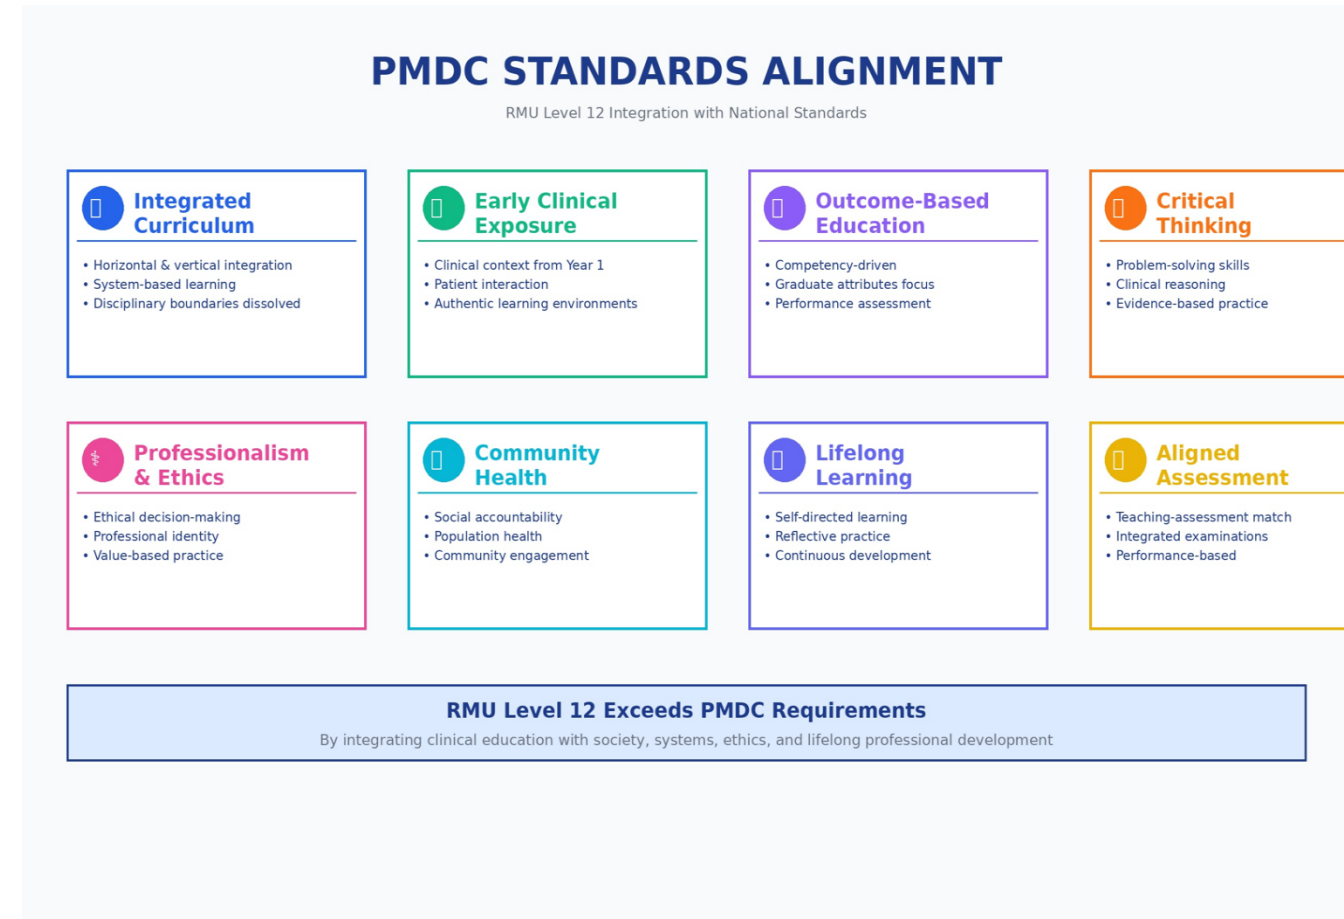 PMDC STANDARDS ALIGNMENT
RMU Level 12 Integration with National Standards
Integrated
Curriculum
• Horizontal & vertical integration
• System-based learning
• Disciplinary boundaries dissolved
Early Clinical
Exposure
• Clinical context from Year 1
• Patient interaction
• Authentic learning environments
Outcome-Based
Education
• Competency-driven
• Graduate attributes focus
• Performance assessment
Critical
Thinking
• Problem-solving skills
• Clinical reasoning
• Evidence-based practice
Professionalism
& Ethics
• Ethical decision-making
• Professional identity
• Value-based practice
Community
Health
• Social accountability
• Population health
• Community engagement
Lifelong
Learning
• Self-directed learning
• Reflective practice
• Continuous development
Aligned
Assessment
• Teaching-assessment match
• Integrated examinations
• Performance-based
RMU Level 12 Exceeds PMDC Requirements
By integrating clinical education with society, systems, ethics, and lifelong professional development